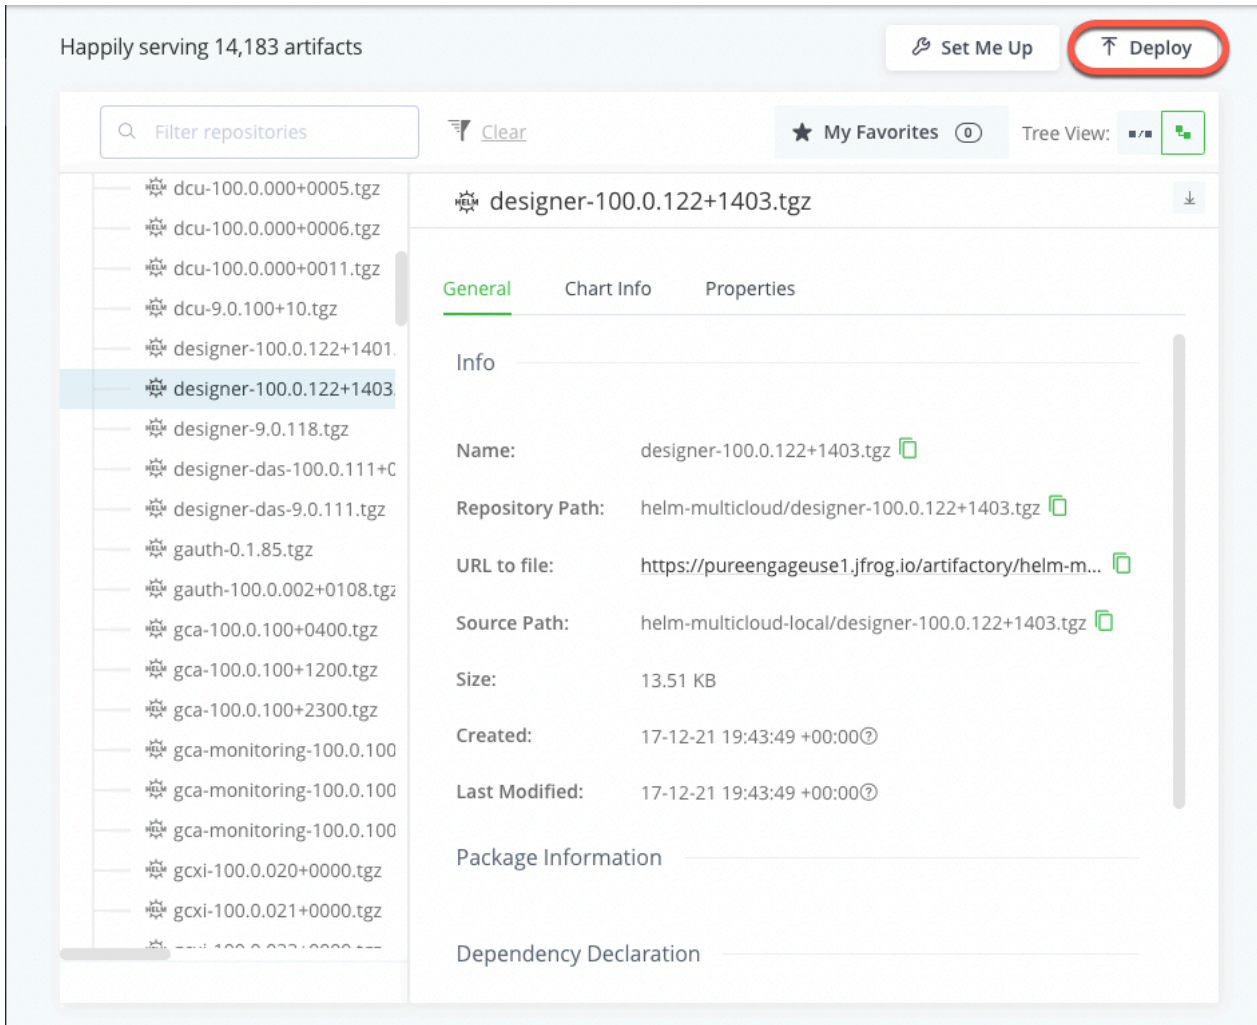 Happily serving 14,183 artifacts
Set Me Up
Deploy
Filter repositories
Clear
My Favorites 0
Tree View:
dcu-100.0.000+0005.tgz
dcu-100.0.000+0006.tgz
dcu-100.0.000+0011.tgz
dcu-9.0.100+10.tgz
designer-100.0.122+1401.
designer-100.0.122+1403.
designer-9.0.118.tgz
designer-das-100.0.111+0
designer-das-9.0.111.tgz
gauth-0.1.85.tgz
gauth-100.0.002+0108.tgz
gca-100.0.100+0400.tgz
gca-100.0.100+1200.tgz
gca-100.0.100+2300.tgz
gca-monitoring-100.0.100
gca-monitoring-100.0.100
gca-monitoring-100.0.100
gcxi-100.0.020+0000.tgz
gcxi-100.0.021+0000.tgz
designer-100.0.122+1403.tgz
General Chart Info Properties
Info
Name: designer-100.0.122+1403.tgz
Repository Path: helm-multicloud/designer-100.0.122+1403.tgz
URL to file: https://pureengageuse1.jfrog.io/artifactory/helm-m...
Source Path: helm-multicloud-local/designer-100.0.122+1403.tgz
Size: 13.51 KB
Created: 17-12-21 19:43:49 +00:00
Last Modified: 17-12-21 19:43:49 +00:00
Package Information
Dependency Declaration